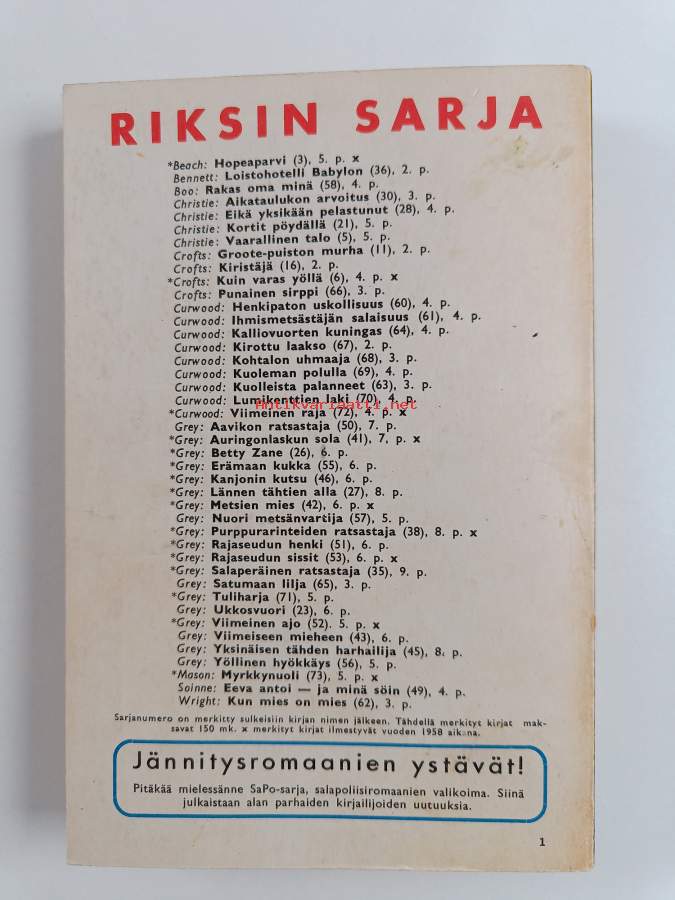 RIKSIN SARJA
*Beach: Hopeaparvi (3), 5. p. x
Bennett: Loistohotelli Babylon (36), 2. p.
Boo: Rakas oma minä (58), 4. p.
Christie: Aikataulukon arvoitus (30), 3. p.
Christie: Eikä yksikään pelastunut (28), 4. p.
Christie: Kortit pöydällä (21), 5. p.
Christie: Vaarallinen talo (5), 5. p.
Crofts: Groote-puiston murha (11), 2. p.
Crofts: Kiristäjä (16), 2. p.
*Crofts: Kuin varas yöllä (6), 4. p. x
Crofts: Punainen sirppi (66), 3. p.
Curwood: Henkipaton uskollisuus (60), 4. p.
Curwood: Ihmismetsästäjän salaisuus (61), 4. p.
Curwood: Kalliovuorten kuningas (64), 4. p.
Curwood: Kirottu laakso (67), 2. p.
Curwood: Kohtalon uhmaaja (68), 3. p.
Curwood: Kuoleman polulla (69), 4. p.
Curwood: Kuolleista palanneet (63), 3. p.
Curwood: Lumikenttien laki (70), 4. p.
Antikvariaatti.net
*Curwood: Viimeinen raja (72), 4. p. x
Grey: Aavikon ratsastaja (50), 7. p.
*Grey: Auringonlaskun sola (41), 7, p. x
*Grey: Betty Zane (26), 6. p.
*Grey: Erämaan kukka (55), 6. p.
*Grey: Kanjonin kutsu (46), 6. p.
*Grey: Lännen tähtien alla (27), 8. p.
*Grey: Metsien mies (42), 6. p. x
Grey: Nuori metsänvartija (57), 5. p.
*Grey: Purppurarinteiden ratsastaja (38), 8. p. x
*Grey: Rajaseudun henki (51), 6. p.
*Grey: Rajaseudun sissit (53), 6. p. x
*Grey: Salaperäinen ratsastaja (35), 9. p.
Grey: Satumaan lilja (65), 3. p.
*Grey: Tuliharja (71), 5. p.
Grey: Ukkosvuori (23), 6. p.
*Grey: Viimeinen ajo (52). 5. p. x
Grey: Viimeiseen mieheen (43), 6. p.
Grey: Yksinäisen tähden harhailija (45), 8. p.
Grey: Yöllinen hyökkäys (56), 5. p.
*Mason: Myrkkynuoli (73), 5. p. x
Soinne: Eeva antoi — ja minä söin (49), 4. p.
Wright: Kun mies on mies (62), 3. p.
Sarjanumero on merkitty sulkeisiin kirjan nimen jälkeen. Tähdellä merkityt kirjat mak-
savat 150 mk. x merkityt kirjat ilmestyvät vuoden 1958 aikana.
Jännitysromaanien ystävät!
Pitäkää mielessänne SaPo-sarja, salapoliisiromaanien valikoima. Siinä
julkaistaan alan parhaiden kirjailijoiden uutuuksia.
1